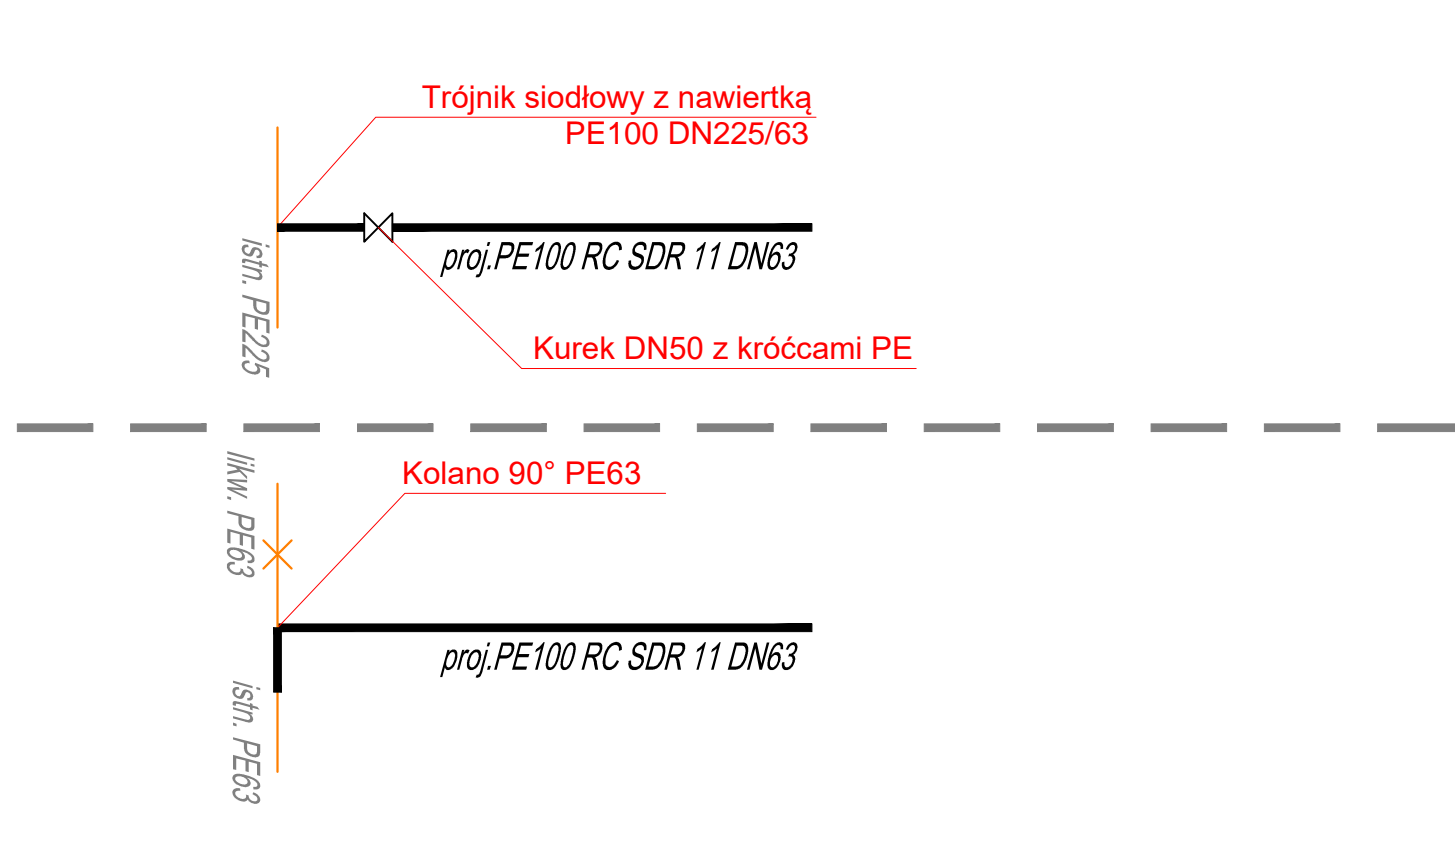 Trójnik siodłowy z nawiertką
PE100 DN225/63
istn. PE225
proj.PE100 RC SDR 11 DN63
Kurek DN50 z króćcami PE
likw. PE63
Kolano 90° PE63
proj.PE100 RC SDR 11 DN63
istn. PE63